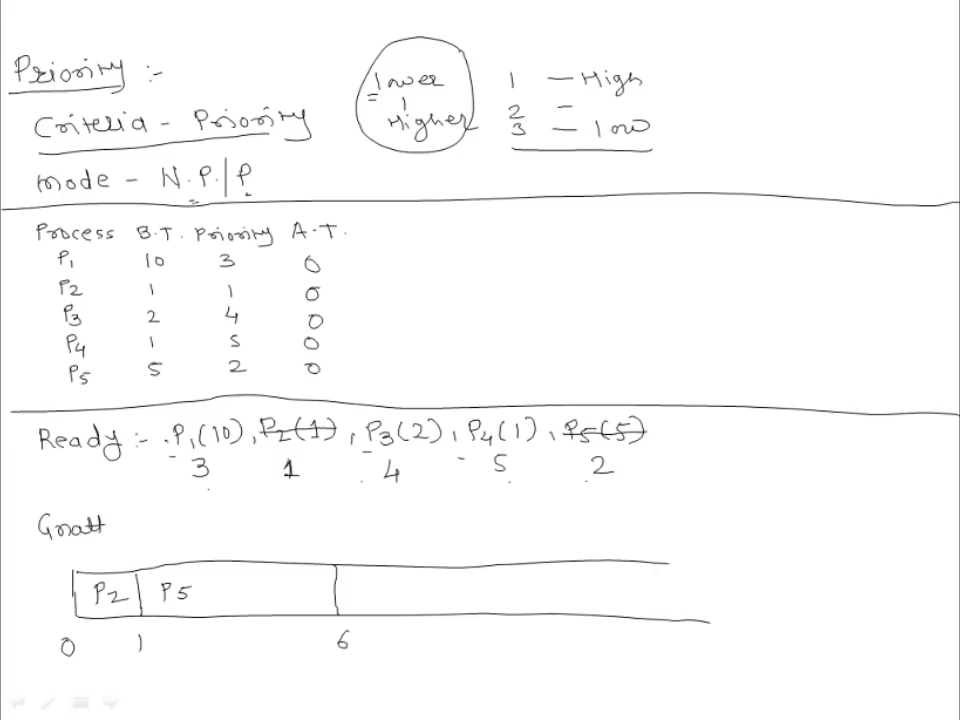 Priority :-
lower 1 Higher
1 - High
2 -
3 - low
Criteria - Priority
mode - N.P. | P
Process B.T. Priority A.T.
P1 10 3 0
P2 1 1 0
P3 2 4 0
P4 1 5 0
P5 5 2 0
Ready :- P1(10), P2(1), P3(2), P4(1), P5(5)
3 1 4 5 2
Gnatt
P2 P5
0 1 6